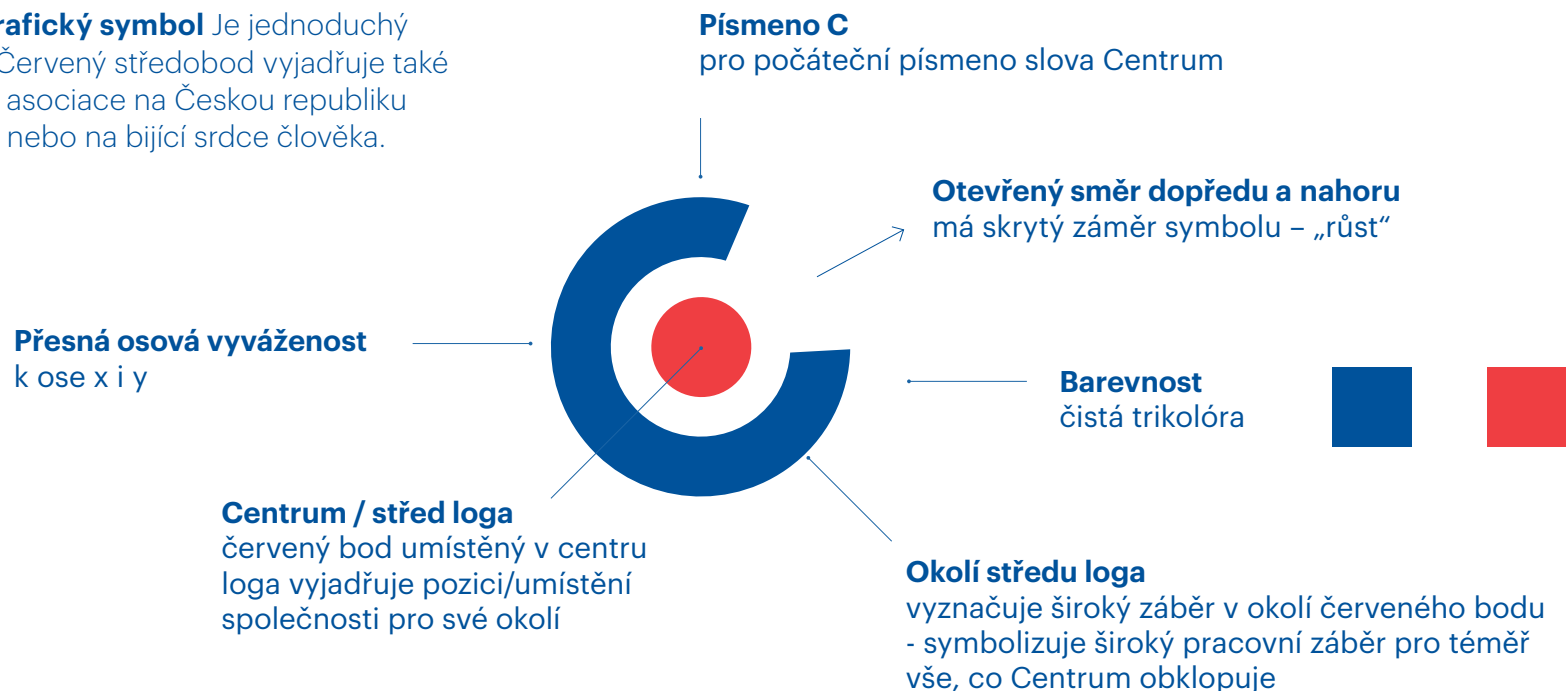 rafický symbol Je jednoduchý
Červený středobod vyjadřuje také
asociace na Českou republiku
nebo na bijící srdce člověka.
Písmeno C
pro počáteční písmeno slova Centrum
Otevřený směr dopředu a nahoru
má skrytý záměr symbolu – „růst“
Přesná osová vyváženost
k ose x i y
Barevnost
čistá trikolóra
Centrum / střed loga
červený bod umístěný v centru
loga vyjadřuje pozici/umístění
společnosti pro své okolí
Okolí středu loga
vyznačuje široký záběr v okolí červeného bodu
- symbolizuje široký pracovní záběr pro téměř
vše, co Centrum obklopuje